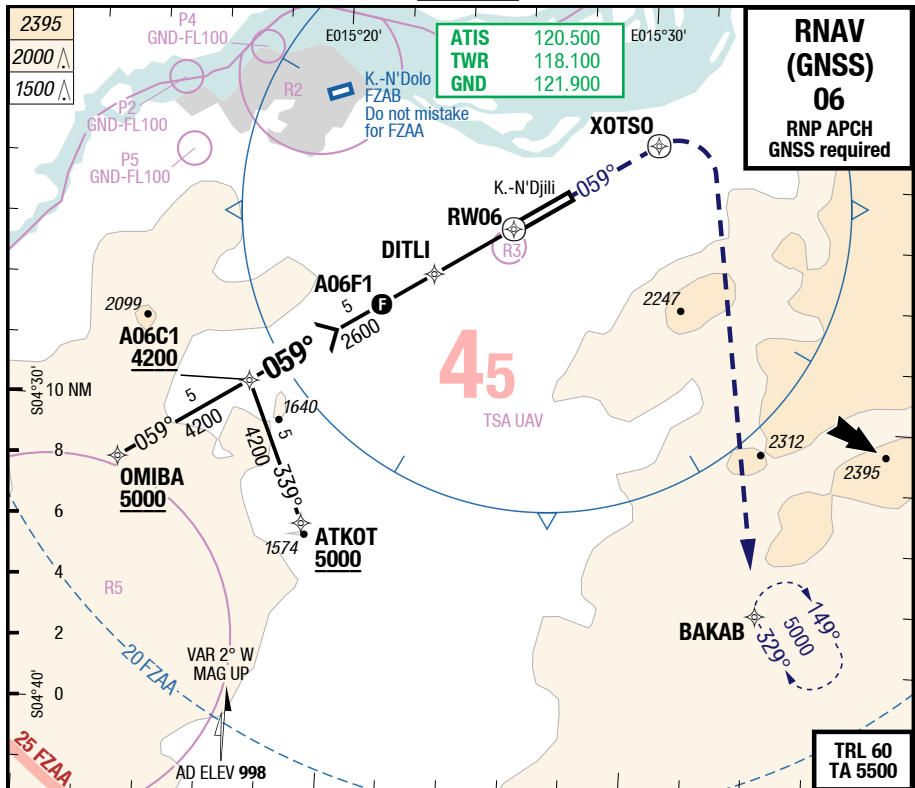 2395
2000
1500
P4
GND-FL100
E015°20'
ATIS 120.500
TWR 118.100
GND 121.900
E015°30'
RNAV
(GNSS)
06
RNP APCH
GNSS required
R2
K.-N'Dolo
FZAB
Do not mistake
for FZAA
P2
GND-FL100
P5
GND-FL100
XOTSO
059°
K.-N'Djili
RW06
R3
DITLI
A06F1
F
5
2600
2099
A06C1
4200
059°
2247
45
TSA UAV
S04°30'
10 NM
5
4200
059°
1640
5
4200
339°
8
OMIBA
5000
2312
2395
6
1574
ATKOT
5000
4
R5
2
BAKAB
149°
5000
329°
20 FZAA
VAR 2° W
MAG UP
S04°40'
0
25 FZAA
AD ELEV 998
TRL 60
TA 5500